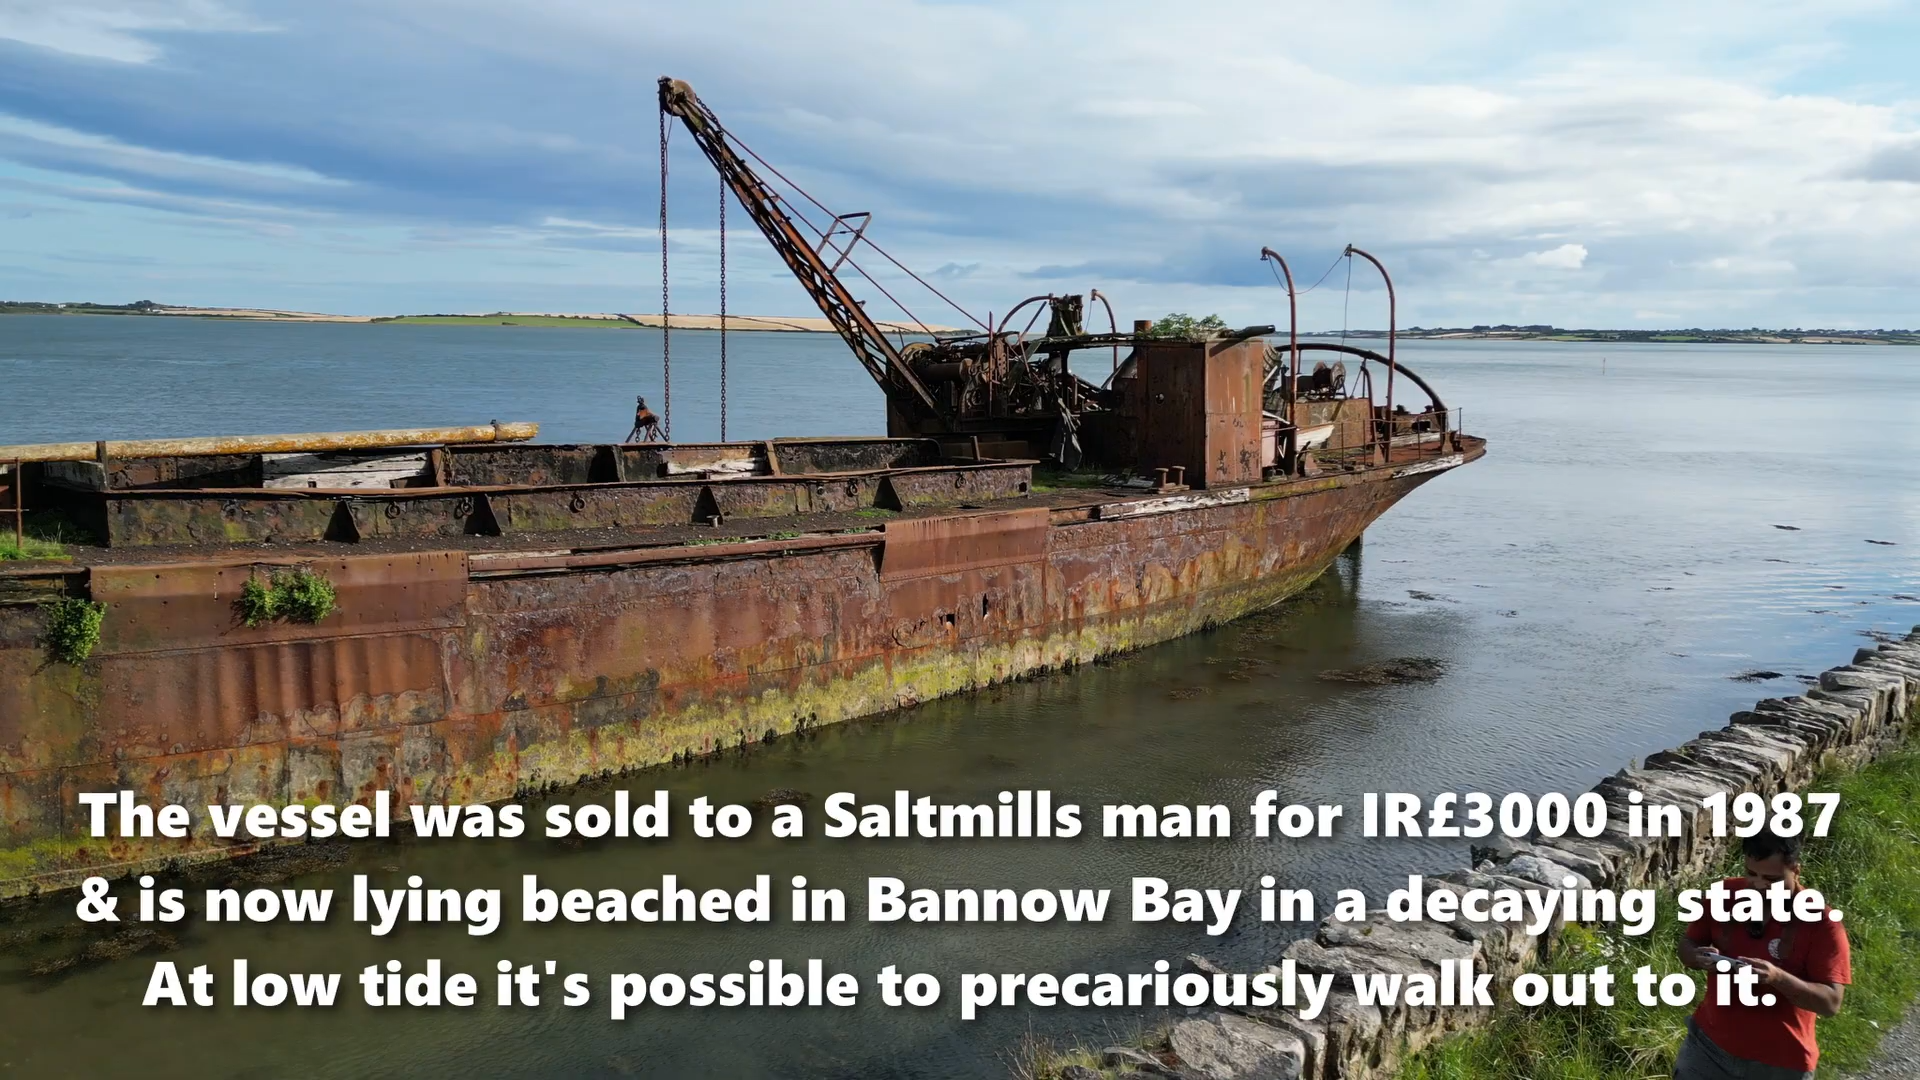 The vessel was sold to a Saltmills man for IR£3000 in 1987
& is now lying beached in Bannow Bay in a decaying state.
At low tide it's possible to precariously walk out to it.